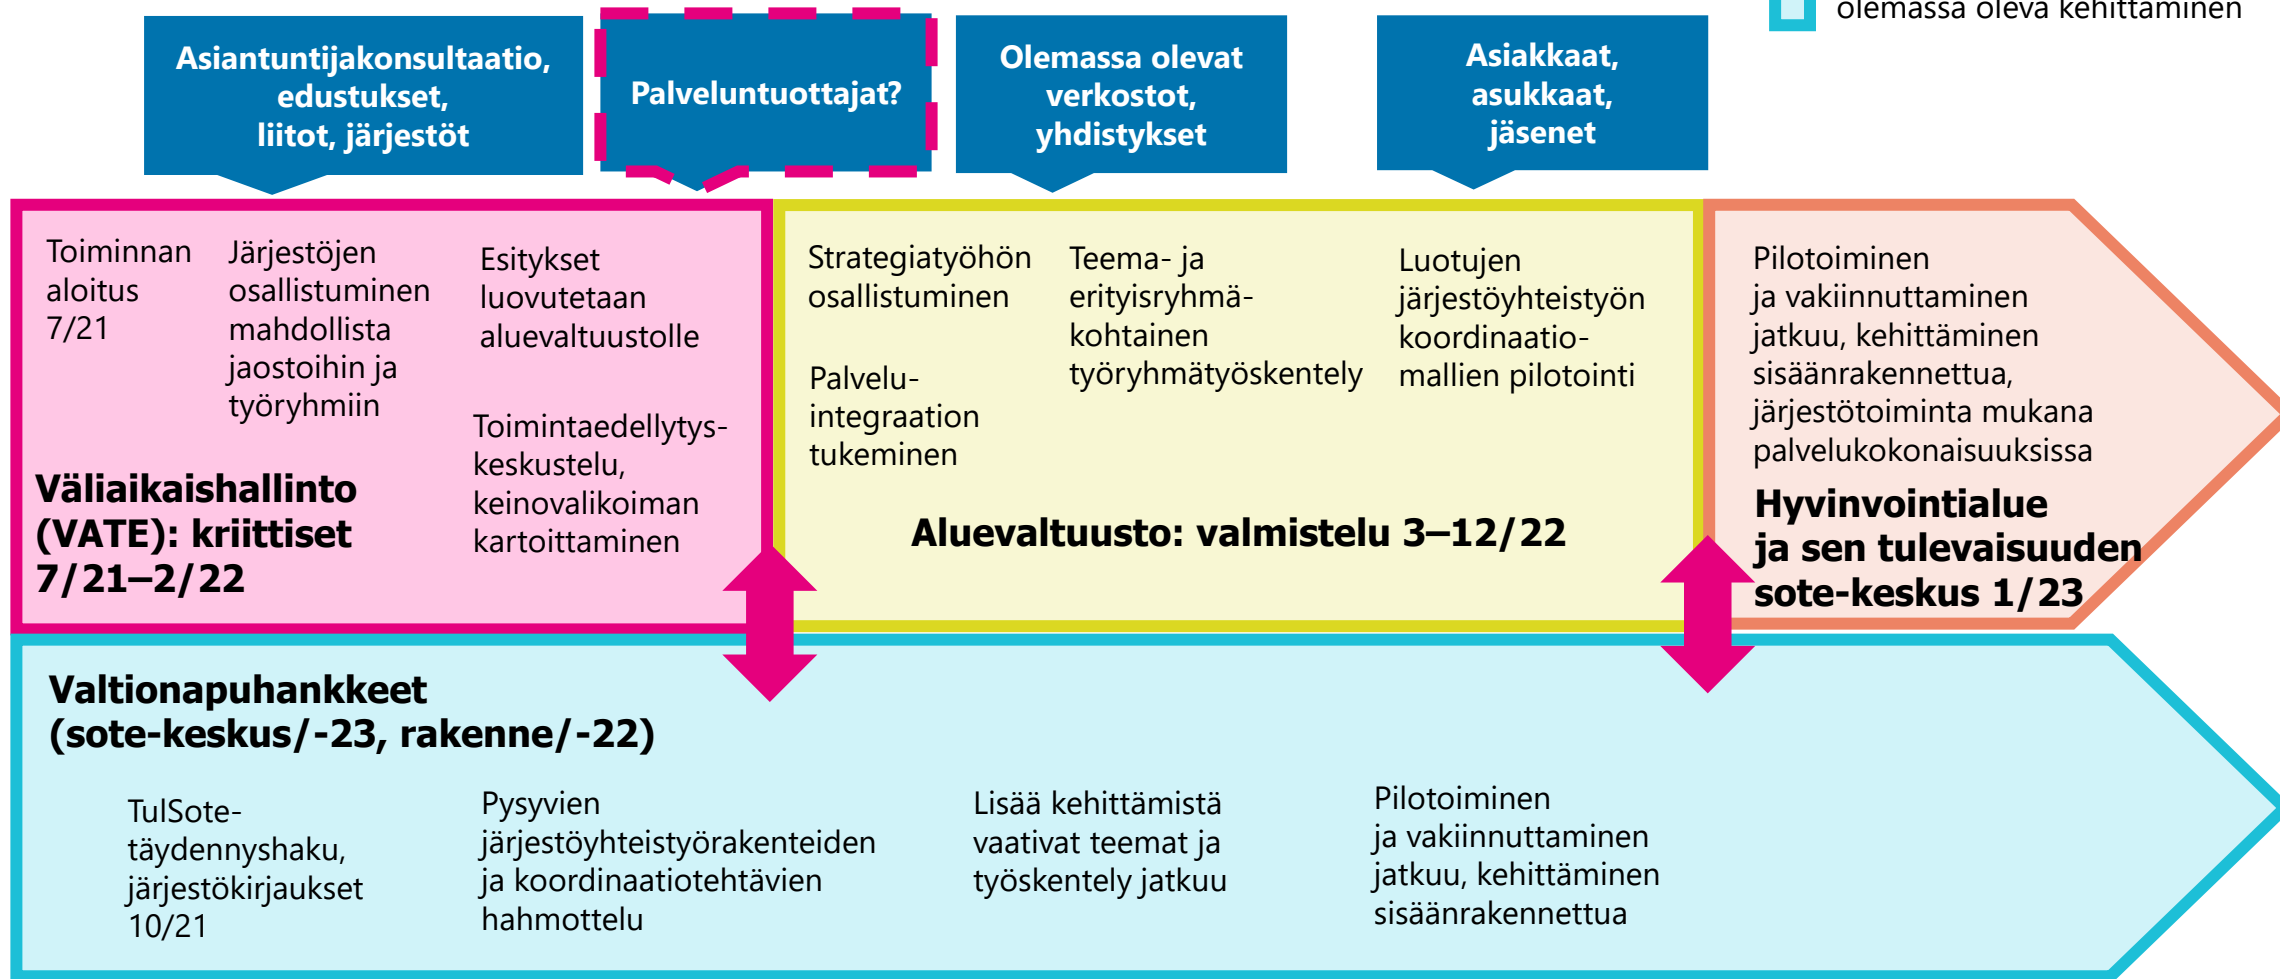 olemassa oleva kehittäminen
Asiantuntijakonsultaatio,
edustukset,
liitot, järjestöt
Palveluntuottajat?
Olemassa olevat
verkostot,
yhdistykset
Asiakkaat,
asukkaat,
jäsenet
Toiminnan
aloitus
7/21
Järjestöjen
osallistuminen
mahdollista
jaostoihin ja
työryhmiin
Esitykset
luovutetaan
aluevaltuustolle
Toimintaedellytys-
keskustelu,
keinovalikoiman
kartoittaminen
Väliaikaishallinto
(VATE): kriittiset
7/21–2/22
Strategiatyöhön
osallistuminen
Palvelu-
integraation
tukeminen
Teema- ja
erityisryhmä-
kohtainen
työryhmätyöskentely
Luotujen
järjestöyhteistyön
koordinaatio-
mallien pilotointi
Aluevaltuusto: valmistelu 3–12/22
Pilotoiminen
ja vakiinnuttaminen
jatkuu, kehittäminen
sisäänrakennettua,
järjestötoiminta mukana
palvelukokonaisuuksissa
Hyvinvointialue
ja sen tulevaisuuden
sote-keskus 1/23
Valtionapuhankkeet
(sote-keskus/-23, rakenne/-22)
TulSote-
täydennyshaku,
järjestökirjaukset
10/21
Pysyvien
järjestöyhteistyörakenteiden
ja koordinaatiotehtävien
hahmottelu
Lisää kehittämistä
vaativat teemat ja
työskentely jatkuu
Pilotoiminen
ja vakiinnuttaminen
jatkuu, kehittäminen
sisäänrakennettua